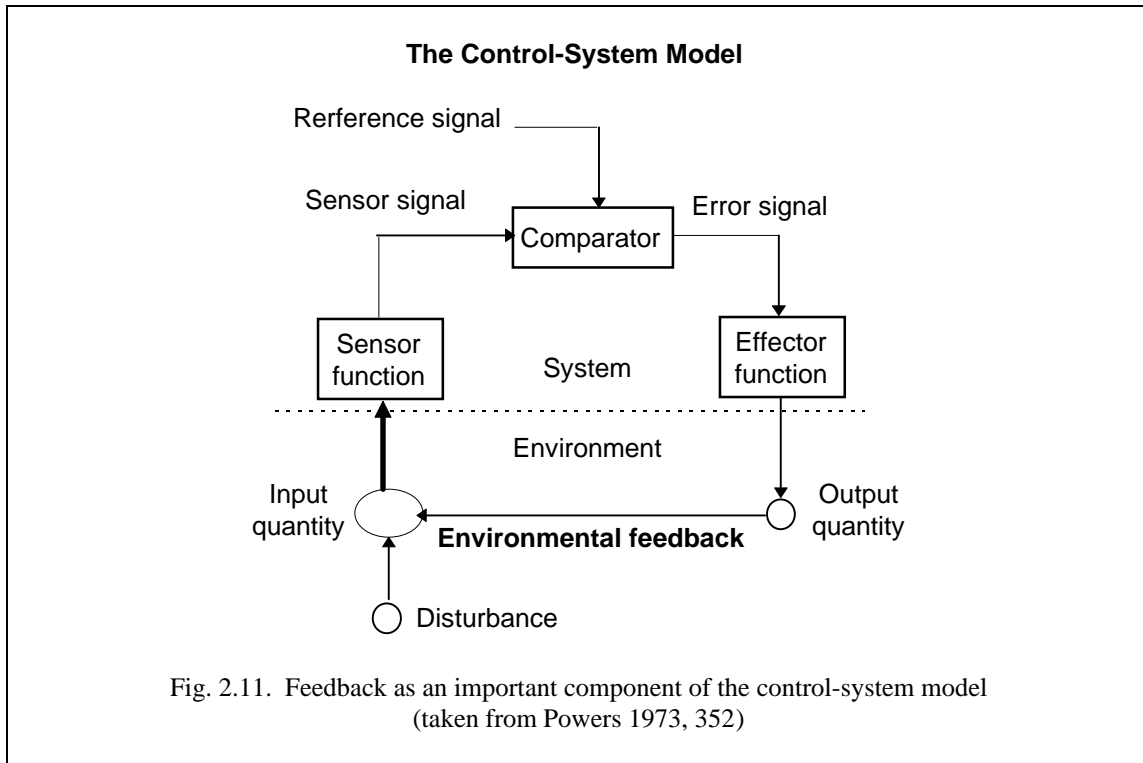 The Control-System Model
Rerference signal
Sensor signal
Error signal
Comparator
Sensor
function
System
Effector
function
Environment
Input
quantity
Output
quantity
Environmental feedback
Disturbance
Fig. 2.11. Feedback as an important component of the control-system model
(taken from Powers 1973, 352)